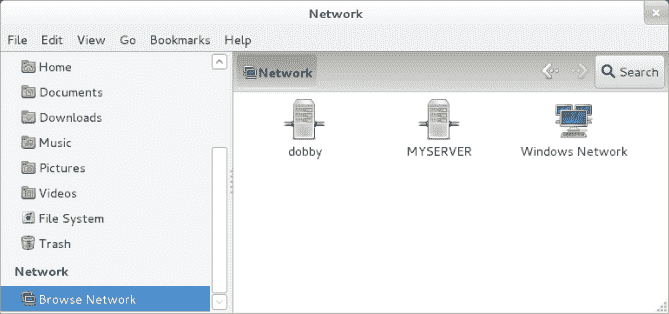 Network
File Edit View Go Bookmarks Help
Home
Documents
Downloads
Music
Pictures
Videos
File System
Trash
Network
Browse Network
Network
Search
dobby
MYSERVER
Windows Network